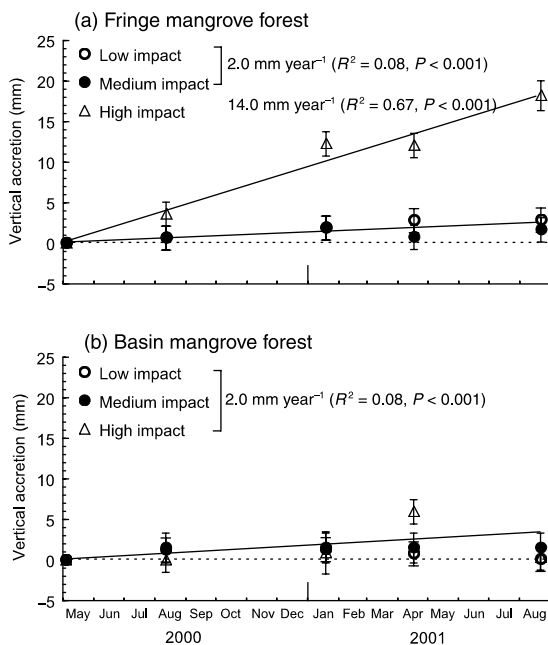 (a) Fringe mangrove forest
25
20
15
10
5
0
−5
Vertical accretion (mm)
Low impact
Medium impact
High impact
2.0 mm year⁻¹ (R² = 0.08, P < 0.001)
14.0 mm year⁻¹ (R² = 0.67, P < 0.001)
(b) Basin mangrove forest
25
20
15
10
5
0
−5
Vertical accretion (mm)
Low impact
Medium impact
High impact
2.0 mm year⁻¹ (R² = 0.08, P < 0.001)
May Jun Jul Aug Sep Oct Nov Dec Jan Feb Mar Apr May Jun Jul Aug
2000 2001